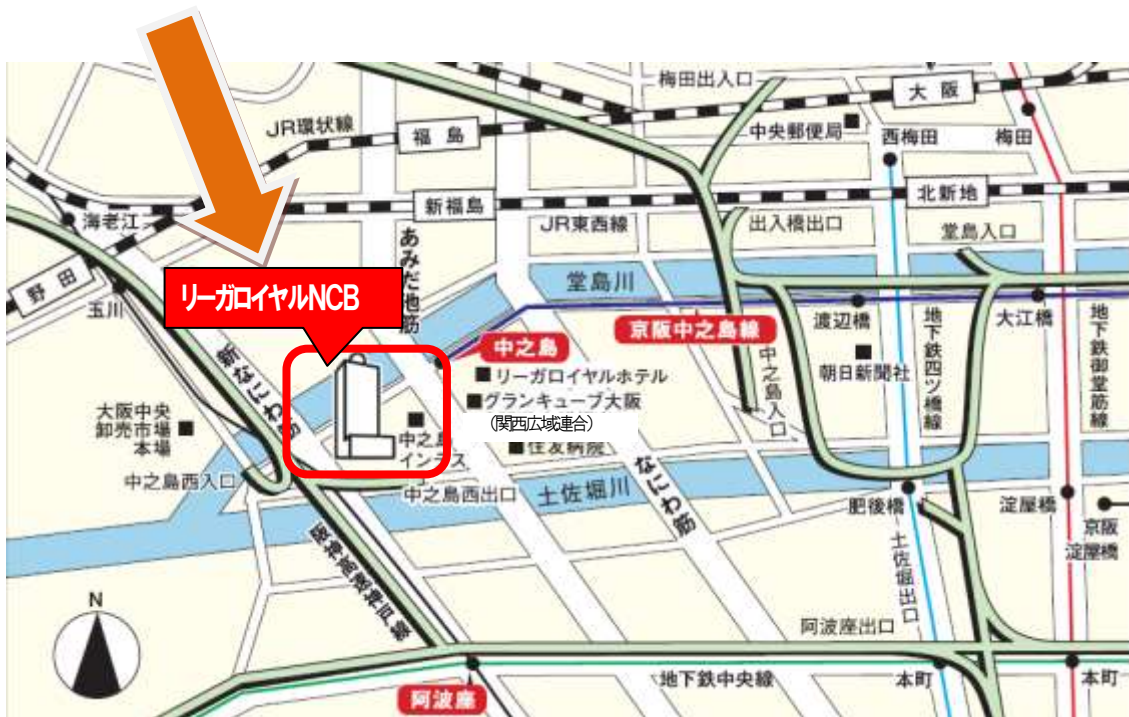 梅田出入口
大阪
JR環状線
福島
中央郵便局
西梅田
梅田
海老江
新福島
北新地
JR東西線
出入橋出口
堂島入口
あみだ池筋
野田
玉川
リーガロイヤルNCB
堂島川
京阪中之島線
渡辺橋
大江橋
地下鉄四ツ橋線
地下鉄御堂筋線
中之島
リーガロイヤルホテル
グランキューブ大阪
(関西広域連合)
中之島入口
朝日新聞社
新なにわ筋
大阪中央
卸売市場
本場
中之島
インテス
住友病院
なにわ筋
中之島西入口
中之島西出口
土佐堀川
肥後橋
淀屋橋
京阪
淀屋橋
阪神高速神戸線
土佐堀出口
N
阿波座出口
阿波座
地下鉄中央線
本町
本町